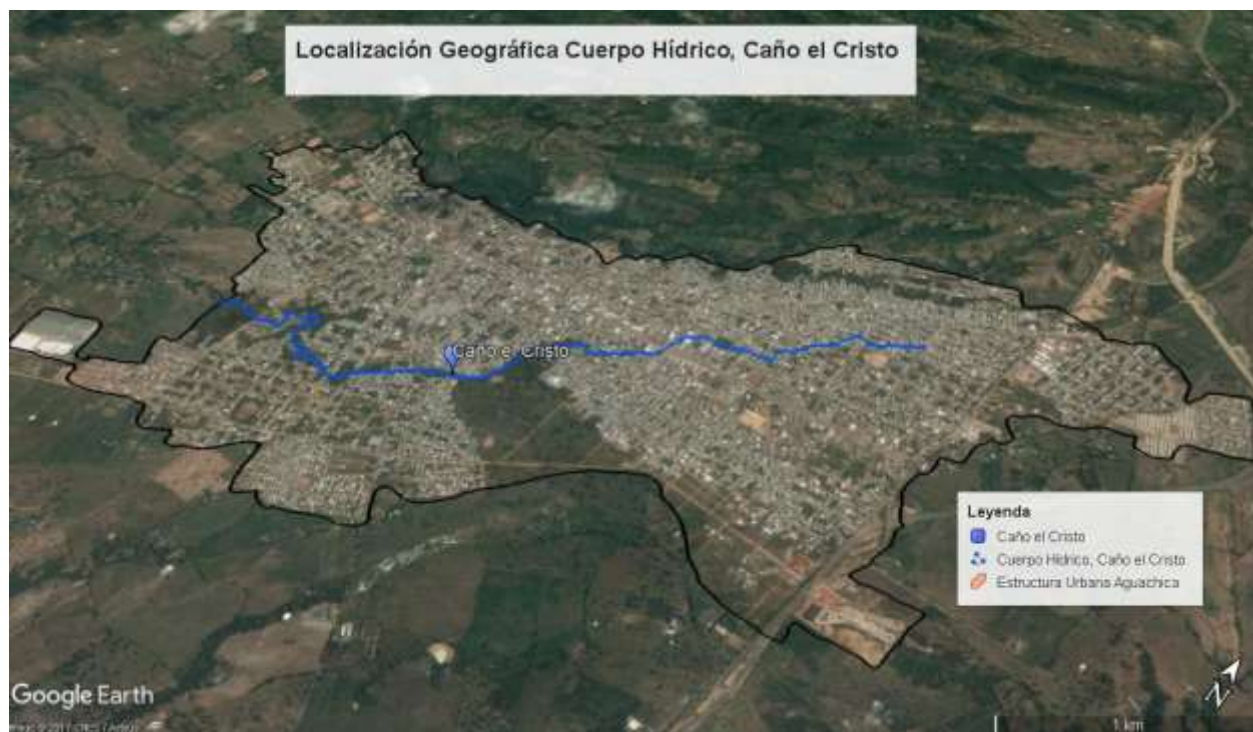 Localización Geográfica Cuerpo Hídrico, Caño el Cristo
Caño el Cristo
Leyenda
Caño el Cristo
Cuerpo Hídrico, Caño el Cristo
Estructura Urbana Aguachica
Google Earth
N
1 km